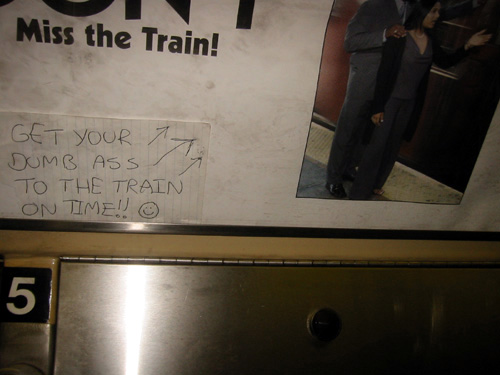 Miss the Train!
GET YOUR
DUMB ASS
TO THE TRAIN
ON TIME!! ☺
5